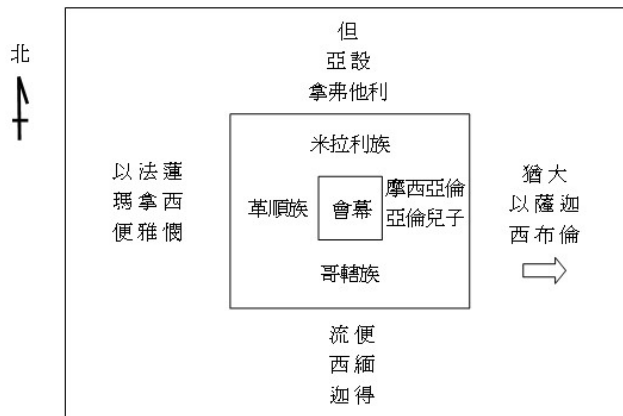 北
但
亞設
拿弗他利
米拉利族
以法蓮
瑪拿西
便雅憫
革順族
會幕
摩西亞倫
亞倫兒子
猶大
以薩迦
西布倫
哥轄族
流便
西緬
迦得